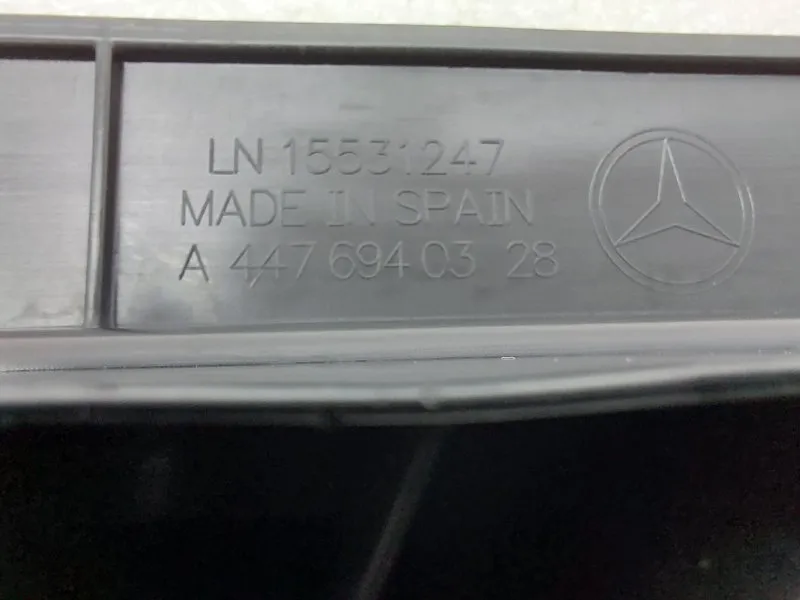 LN 15531247
MADE IN SPAIN
A 447 694 03 28